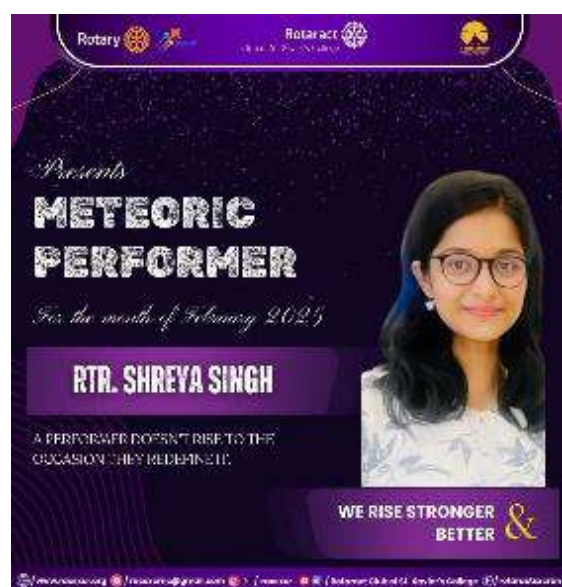 Rotary
Rotaract
Presents
METEORIC
PERFORMER
For the month of February 2025
RTR. SHREYA SINGH
A PERFORMER DOESN'T RISE TO THE
OCCASION THEY REDEFINE IT.
WE RISE STRONGER &
BETTER